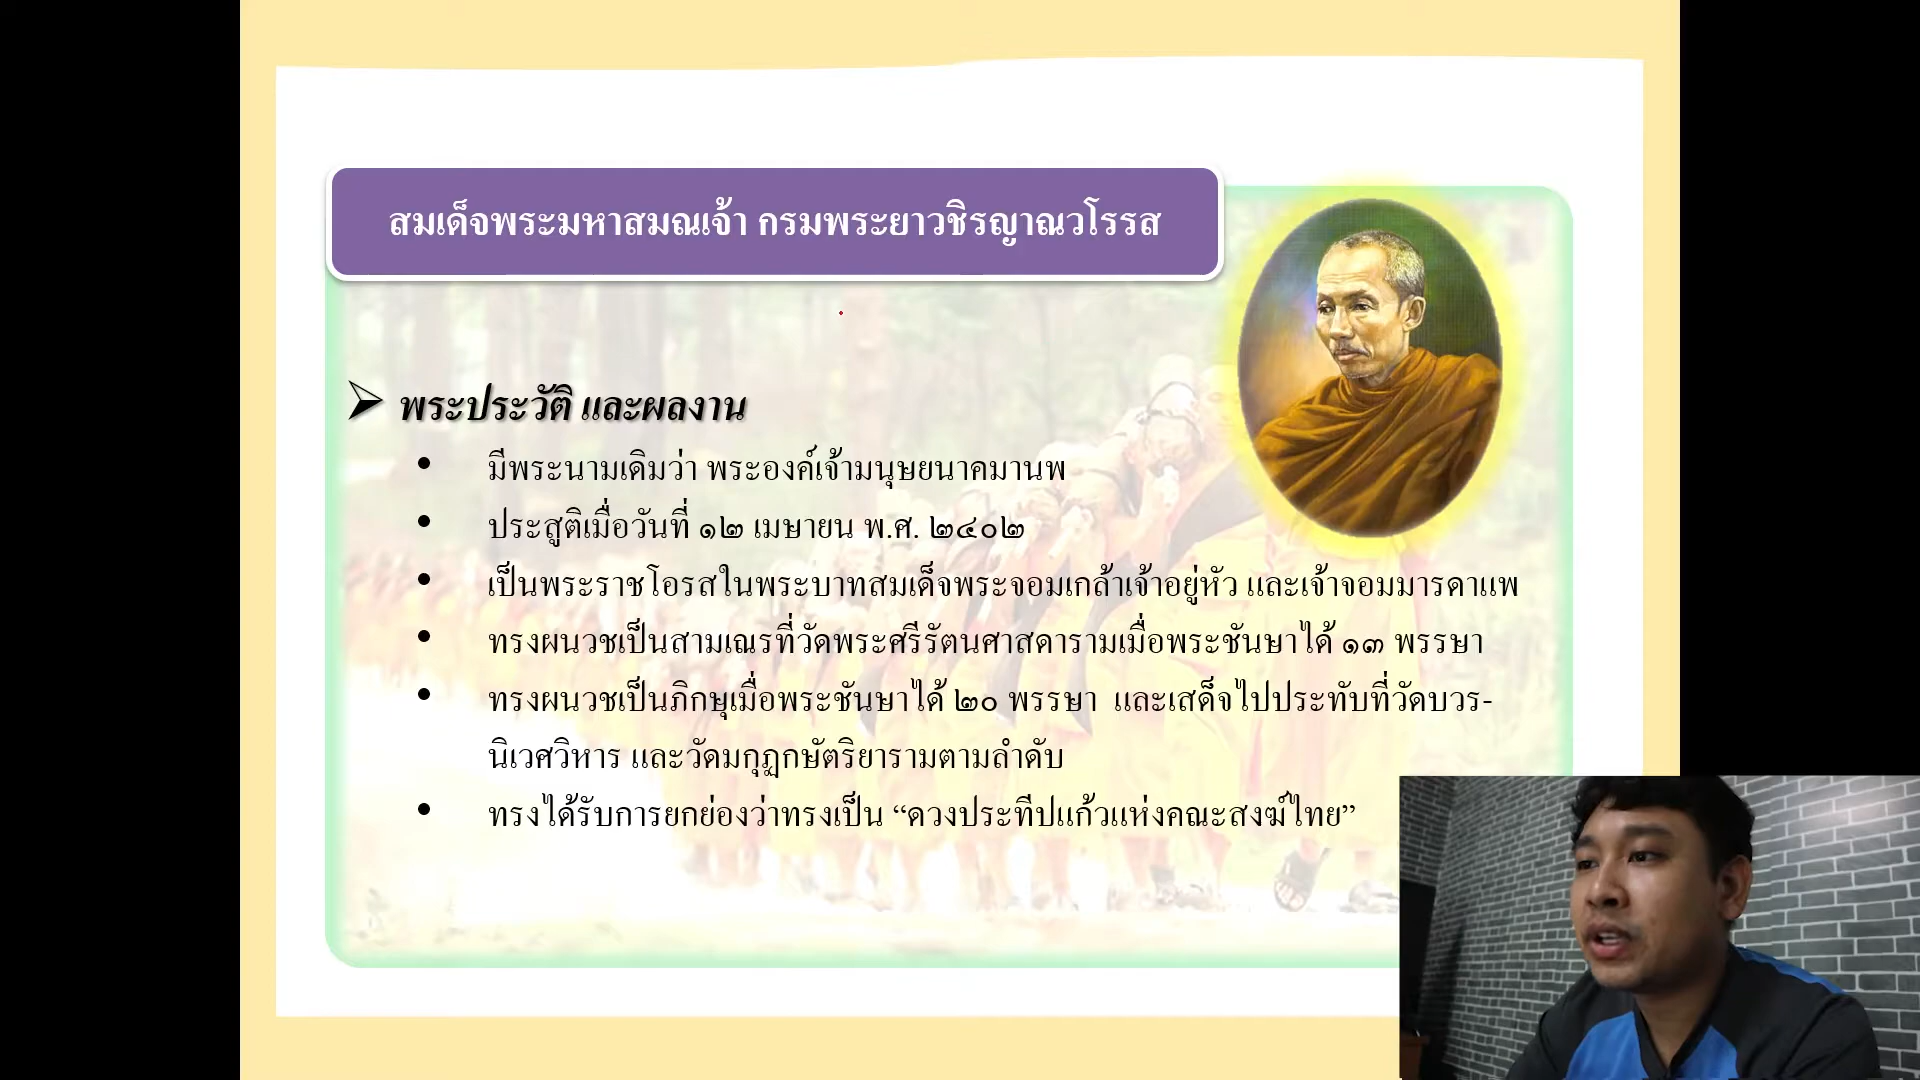 สมเด็จพระมหาสมณเจ้า กรมพระยาวชิรญาณวโรรส
พระประวัติ และผลงาน
มีพระนามเดิมว่า พระองค์เจ้ามนุษยนาคมานพ
ประสูติเมื่อวันที่ ๑๒ เมษายน พ.ศ. ๒๔๐๒
เป็นพระราชโอรสในพระบาทสมเด็จพระจอมเกล้าเจ้าอยู่หัว และเจ้าจอมมารดาแพ
ทรงผนวชเป็นสามเณรที่วัดพระศรีรัตนศาสดารามเมื่อพระชันษาได้ ๑๓ พรรษา
ทรงผนวชเป็นภิกษุเมื่อพระชันษาได้ ๒๐ พรรษา และเสด็จไปประทับที่วัดบวร-
นิเวศวิหาร และวัดมกุฏกษัตริยารามตามลำดับ
ทรงได้รับการยกย่องว่าทรงเป็น “ดวงประทีปแก้วแห่งคณะสงฆ์ไทย”